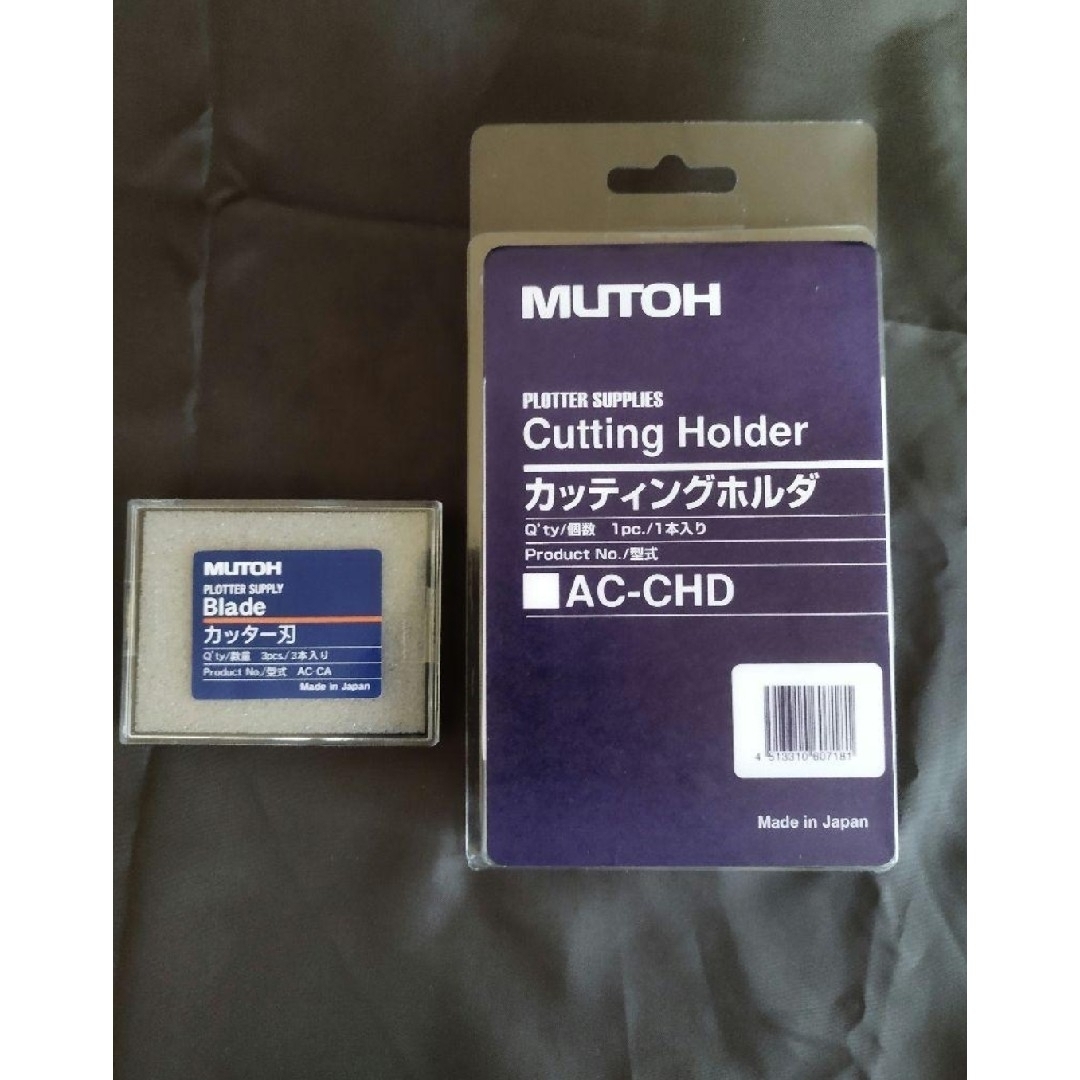 MUTOH
PLOTTER SUPPLY
Blade
カッター刃
Q'ty/数量 3pcs./3本入り
Product No./型式 AC-CA
Made in Japan
MUTOH
PLOTTER SUPPLIES
Cutting Holder
カッティングホルダ
Q'ty/個数 1pc./1本入り
Product No./型式
AC-CHD
4 513310 607181
Made in Japan